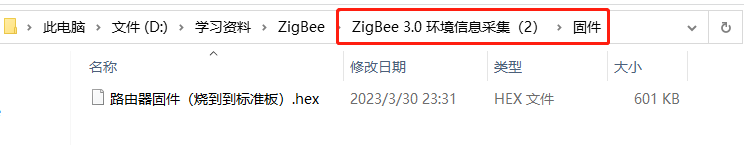 此电脑 > 文件 (D:) > 学习资料 > ZigBee > ZigBee 3.0 环境信息采集（2） > 固件
名称 修改日期 类型 大小
路由器固件（烧到到标准板）.hex 2023/3/30 23:31 HEX 文件 601 KB